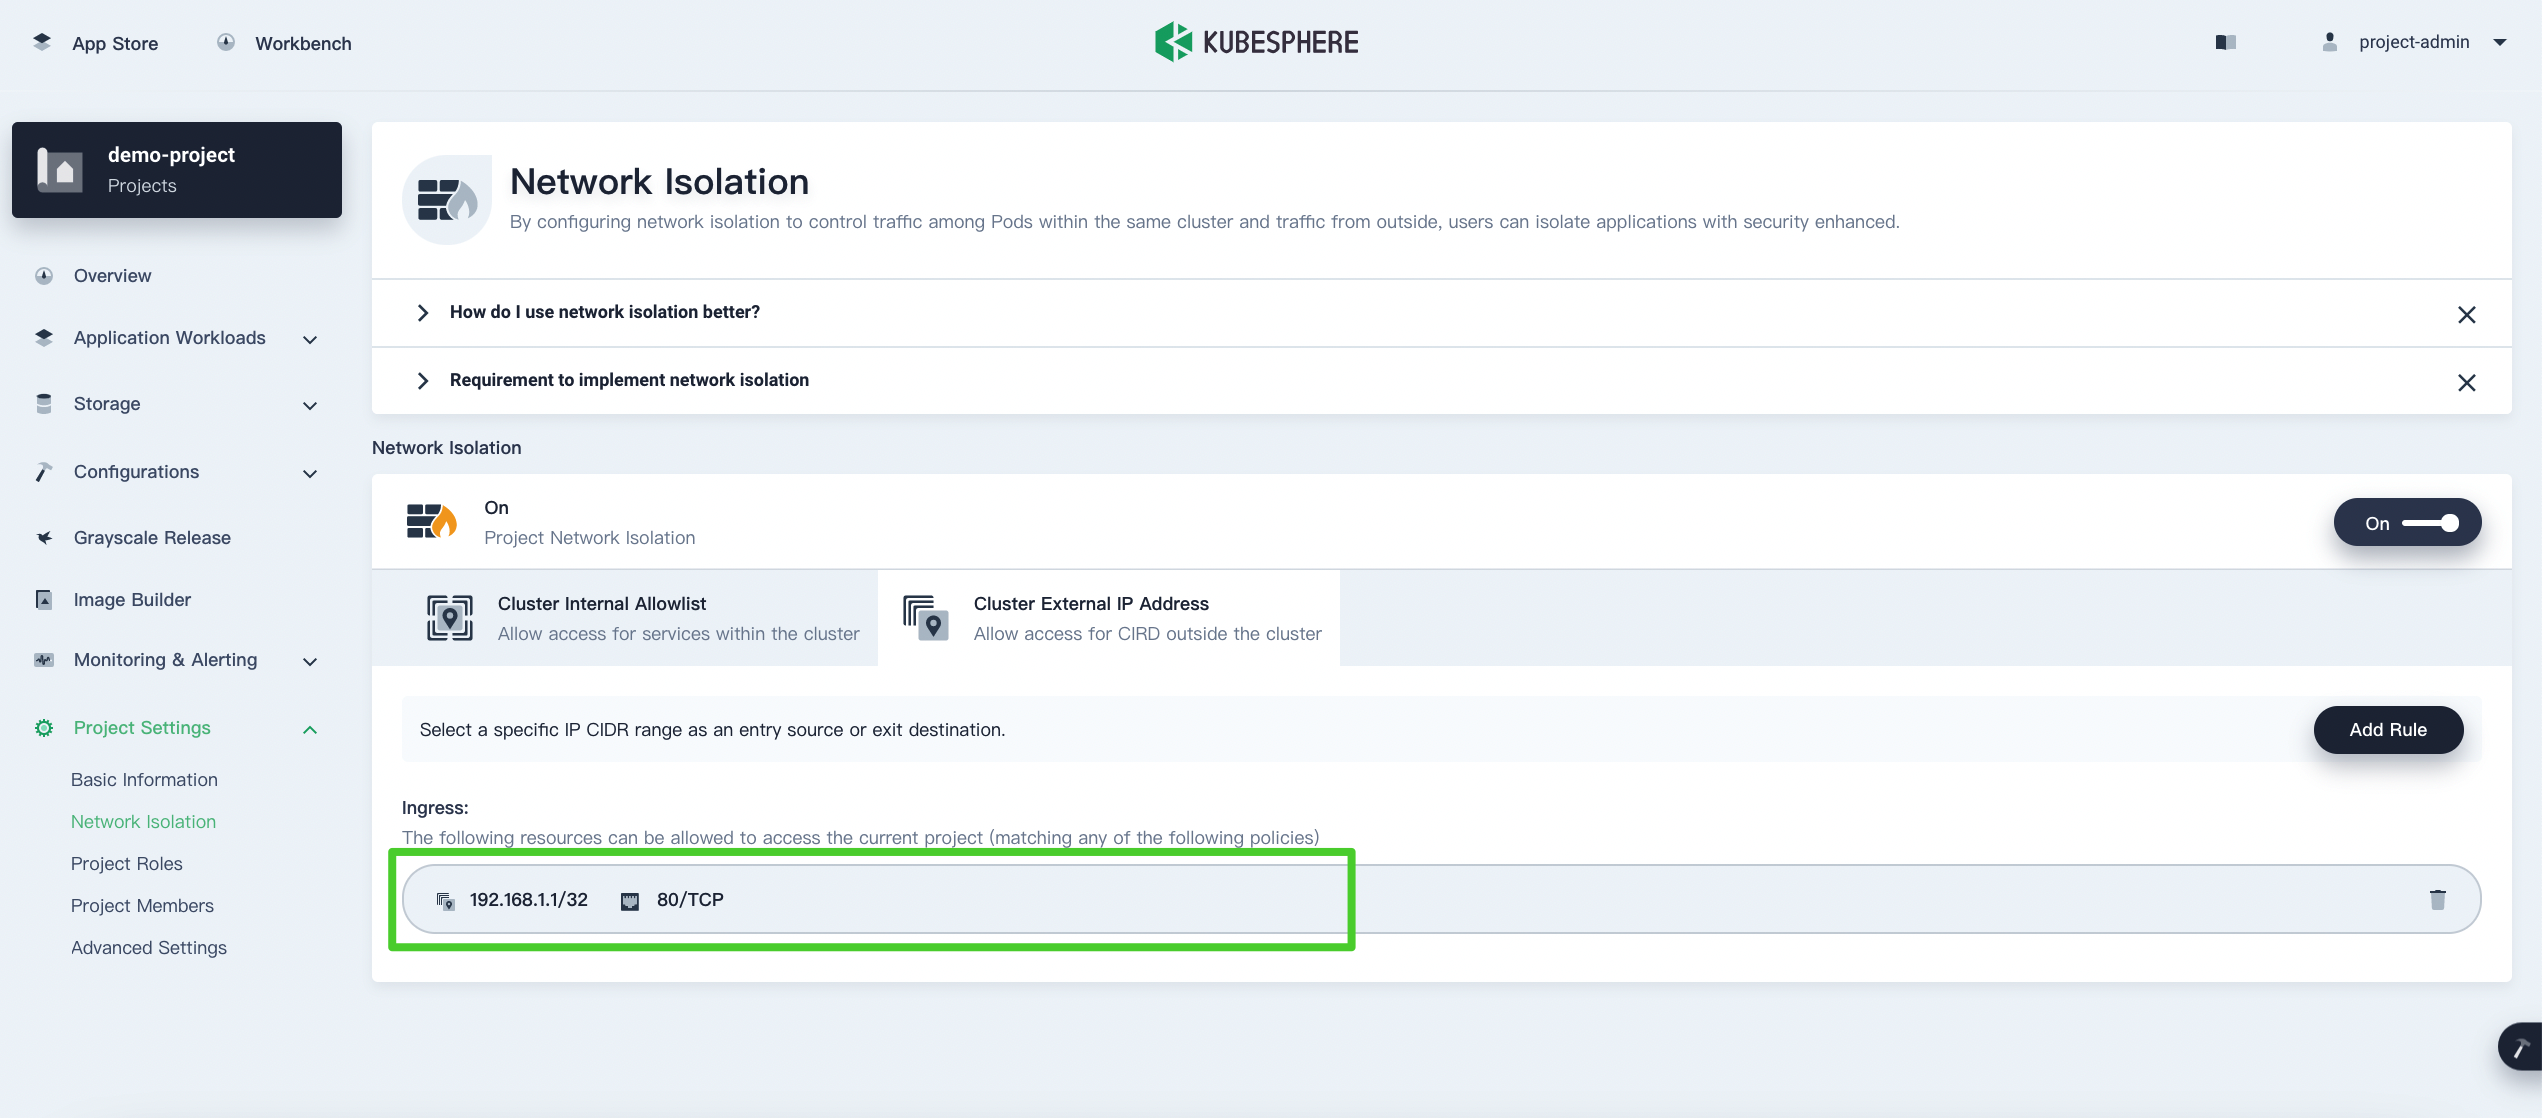 App Store
Workbench
KUBESPHERE
project-admin
demo-project
Projects
Overview
Application Workloads
Storage
Configurations
Grayscale Release
Image Builder
Monitoring & Alerting
Project Settings
Basic Information
Network Isolation
Project Roles
Project Members
Advanced Settings
Network Isolation
By configuring network isolation to control traffic among Pods within the same cluster and traffic from outside, users can isolate applications with security enhanced.
How do I use network isolation better?
Requirement to implement network isolation
Network Isolation
On
Project Network Isolation
On
Cluster Internal Allowlist
Allow access for services within the cluster
Cluster External IP Address
Allow access for CIRD outside the cluster
Select a specific IP CIDR range as an entry source or exit destination.
Add Rule
Ingress:
The following resources can be allowed to access the current project (matching any of the following policies)
192.168.1.1/32
80/TCP